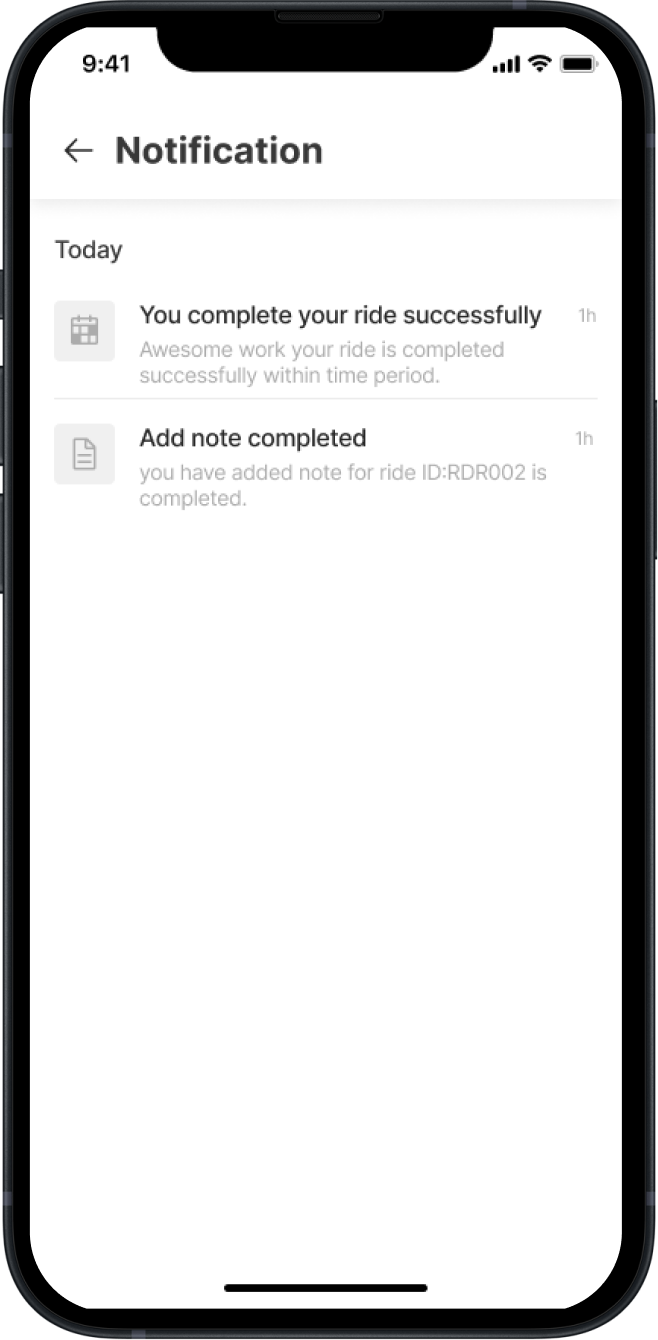 9:41
Notification
Today
You complete your ride successfully 1h
Awesome work your ride is completed
successfully within time period.
Add note completed 1h
you have added note for ride ID:RDR002 is
completed.